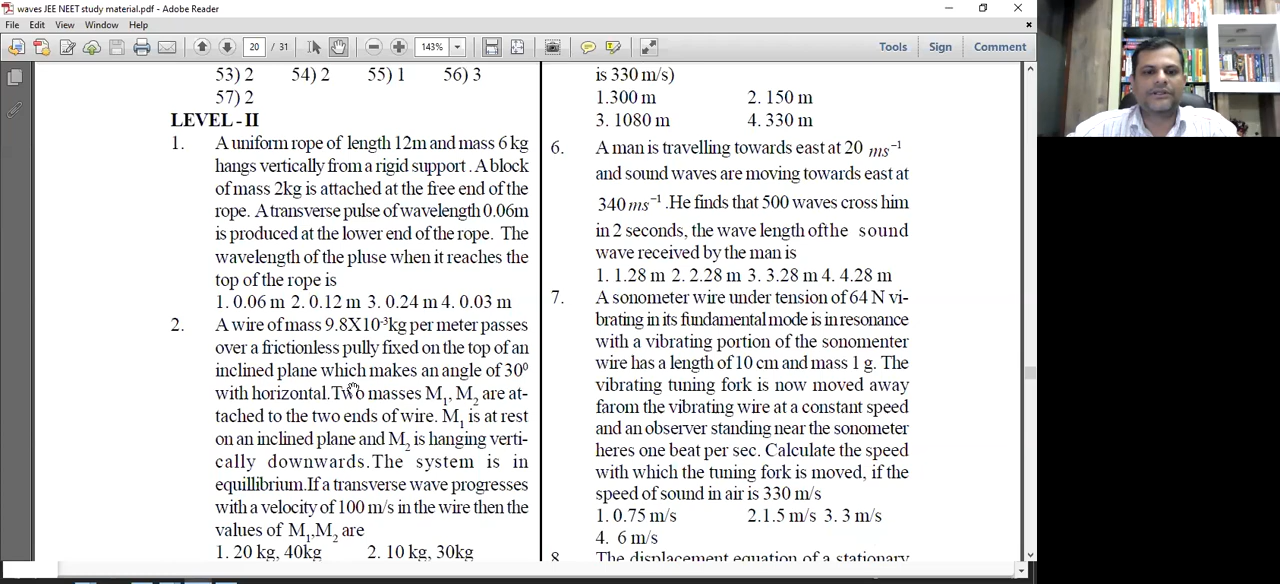 waves JEE NEET study material.pdf - Adobe Reader
File Edit View Window Help
20 / 31 143% Tools Sign Comment
53) 2 54) 2 55) 1 56) 3
57) 2
LEVEL - II
1. A uniform rope of length 12m and mass 6 kg
hangs vertically from a rigid support . A block
of mass 2kg is attached at the free end of the
rope. A transverse pulse of wavelength 0.06m
is produced at the lower end of the rope. The
wavelength of the pluse when it reaches the
top of the rope is
1. 0.06 m 2. 0.12 m 3. 0.24 m 4. 0.03 m
2. A wire of mass 9.8X10⁻³kg per meter passes
over a frictionless pully fixed on the top of an
inclined plane which makes an angle of 30⁰
with horizontal.Two masses M₁, M₂ are at-
tached to the two ends of wire. M₁ is at rest
on an inclined plane and M₂ is hanging verti-
cally downwards.The system is in
equillibrium.If a transverse wave progresses
with a velocity of 100 m/s in the wire then the
values of M₁,M₂ are
1. 20 kg, 40kg 2. 10 kg, 30kg
is 330 m/s)
1.300 m 2. 150 m
3. 1080 m 4. 330 m
6. A man is travelling towards east at 20 ms⁻¹
and sound waves are moving towards east at
340ms⁻¹ .He finds that 500 waves cross him
in 2 seconds, the wave length ofthe sound
wave received by the man is
1. 1.28 m 2. 2.28 m 3. 3.28 m 4. 4.28 m
7. A sonometer wire under tension of 64 N vi-
brating in its fundamental mode is in resonance
with a vibrating portion of the sonomenter
wire has a length of 10 cm and mass 1 g. The
vibrating tuning fork is now moved away
farom the vibrating wire at a constant speed
and an observer standing near the sonometer
heres one beat per sec. Calculate the speed
with which the tuning fork is moved, if the
speed of sound in air is 330 m/s
1. 0.75 m/s 2.1.5 m/s 3. 3 m/s
4. 6 m/s
8. The displacement equation of a stationary